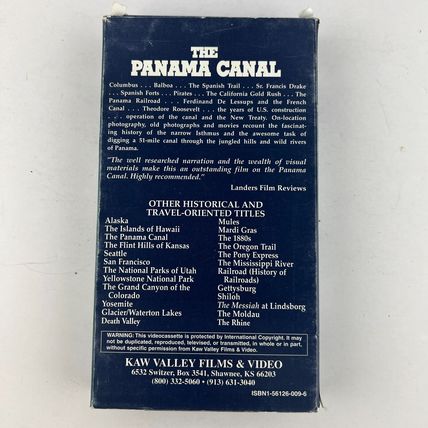 THE
PANAMA CANAL
Columbus . . . Balboa . . . The Spanish Trail . . . Sr. Francis Drake
. . . Spanish Forts . . . Pirates . . . The California Gold Rush . . . The
Panama Railroad . . . Ferdinand De Lessups and the French
Canal . . . Theodore Roosevelt . . . the years of U.S. construction
. . . operation of the canal and the New Treaty. On-location
photography, old photographs and movies recount the fascinat-
ing history of the narrow Isthmus and the awesome task of
digging a 51-mile canal through the jungled hills and wild rivers
of Panama.
"The well researched narration and the wealth of visual
materials make this an outstanding film on the Panama
Canal. Highly recommended."
Landers Film Reviews
OTHER HISTORICAL AND
TRAVEL-ORIENTED TITLES
Alaska
The Islands of Hawaii
The Panama Canal
The Flint Hills of Kansas
Seattle
San Francisco
The National Parks of Utah
Yellowstone National Park
The Grand Canyon of the
Colorado
Yosemite
Glacier/Waterton Lakes
Death Valley
Mules
Mardi Gras
The 1880s
The Oregon Trail
The Pony Express
The Mississippi River
Railroad (History of
Railroads)
Gettysburg
Shiloh
The Messiah at Lindsborg
The Moldau
The Rhine
WARNING: This videocassette is protected by International Copyright. It may
not be duplicated, reproduced, televised, or transmitted, in whole or in part,
without specific permission from Kaw Valley Films & Video.
KAW VALLEY FILMS & VIDEO
6532 Switzer, Box 3541, Shawnee, KS 66203
(800) 332-5060 • (913) 631-3040
ISBN1-56126-009-6